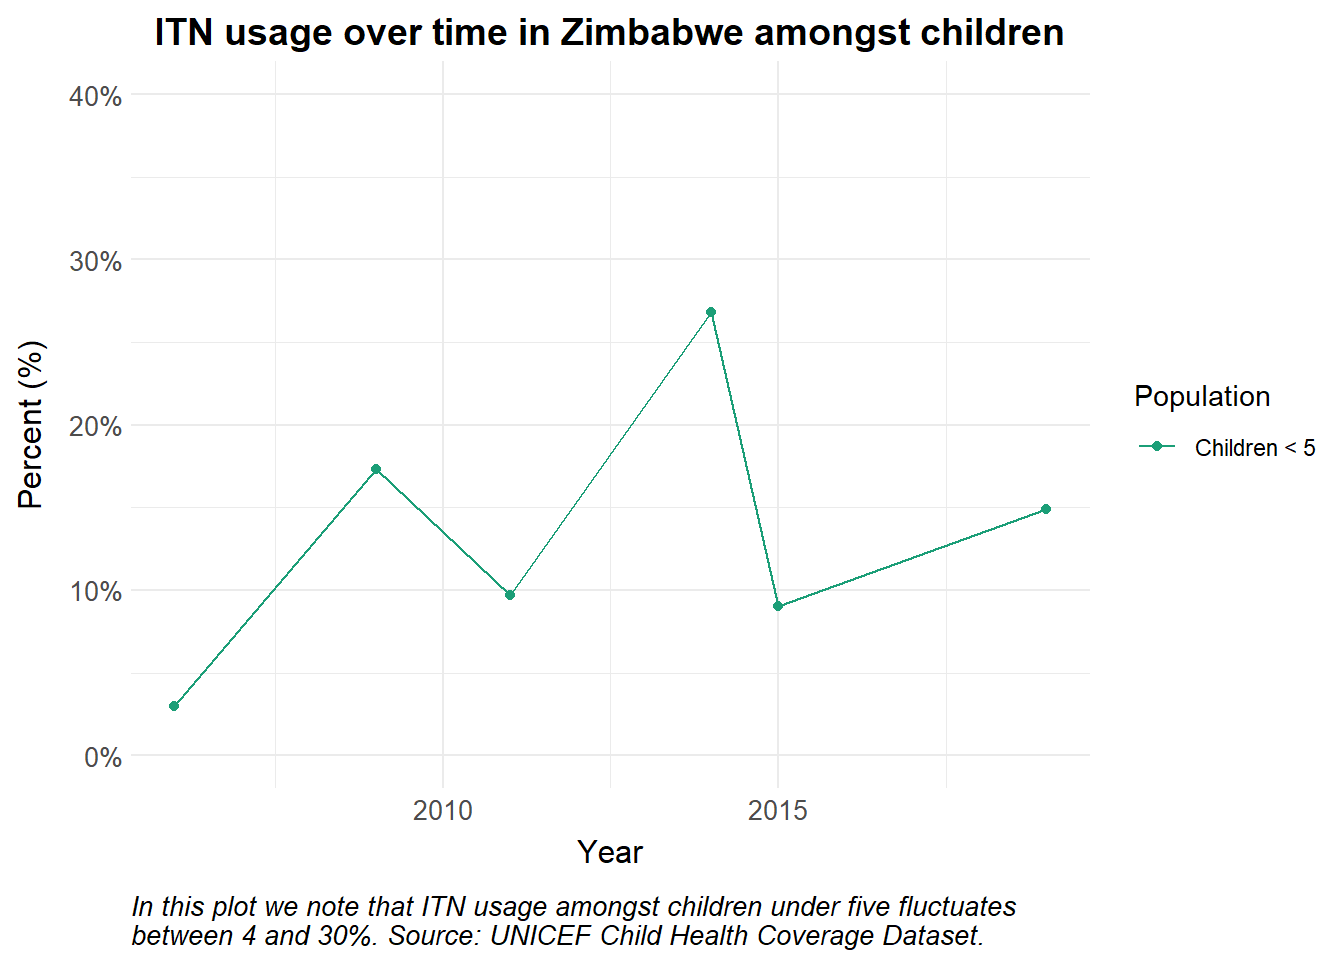 ITN usage over time in Zimbabwe amongst children
40%
30%
20%
10%
0%
Percent (%)
2010
2015
Year
Population
Children < 5
In this plot we note that ITN usage amongst children under five fluctuates
between 4 and 30%. Source: UNICEF Child Health Coverage Dataset.